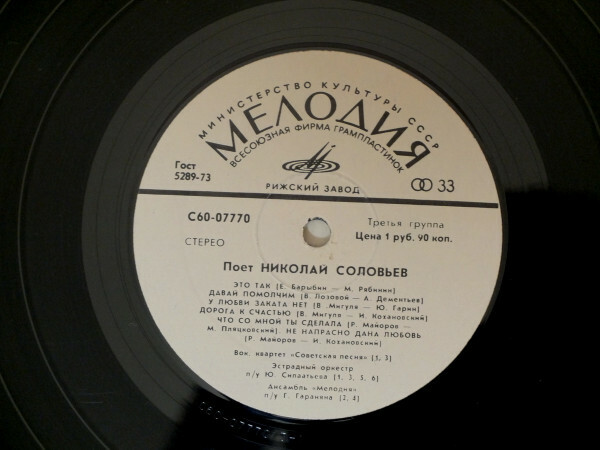 МИНИСТЕРСТВО КУЛЬТУРЫ СССР
МЕЛОДИЯ
ВСЕСОЮЗНАЯ ФИРМА ГРАМПЛАСТИНОК
Гост
5289-73
РИЖСКИЙ ЗАВОД
33
С60-07770
Третья группа
Цена 1 руб. 90 коп.
СТЕРЕО
Поет НИКОЛАЙ СОЛОВЬЕВ
ЭТО ТАК (Е. Барыбин — М. Рябинин)
ДАВАЙ ПОМОЛЧИМ (В. Лозовой — А. Дементьев)
У ЛЮБВИ ЗАКАТА НЕТ (В. Мигуля — Ю. Гарин)
ДОРОГА К СЧАСТЬЮ (В. Мигуля — И. Кохановский)
ЧТО СО МНОЙ ТЫ СДЕЛАЛА (Р. Майоров —
М. Пляцковский). НЕ НАПРАСНО ДАНА ЛЮБОВЬ
(Р. Майоров — И. Кохановский)
Вок. квартет «Советская песня» (1, 3)
Эстрадный оркестр
п/у Ю. Силантьева (1, 3, 5, 6)
Ансамбль «Мелодия»
п/у Г. Гараняна (2, 4)